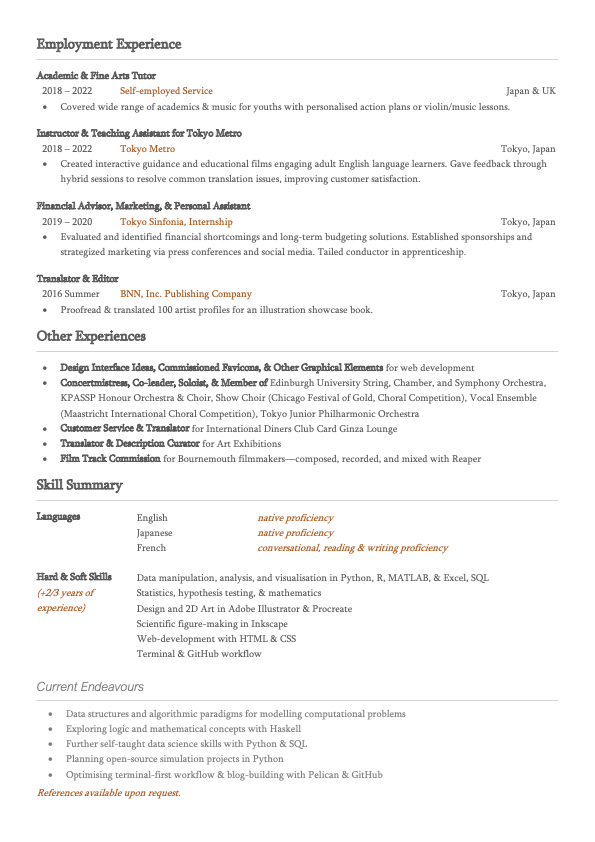 Employment Experience
Academic & Fine Arts Tutor
2018 – 2022 Self-employed Service Japan & UK
• Covered wide range of academics & music for youths with personalised action plans or violin/music lessons.
Instructor & Teaching Assistant for Tokyo Metro
2018 – 2022 Tokyo Metro Tokyo, Japan
• Created interactive guidance and educational films engaging adult English language learners. Gave feedback through
hybrid sessions to resolve common translation issues, improving customer satisfaction.
Financial Advisor, Marketing, & Personal Assistant
2019 – 2020 Tokyo Sinfonia, Internship Tokyo, Japan
• Evaluated and identified financial shortcomings and long-term budgeting solutions. Established sponsorships and
strategized marketing via press conferences and social media. Tailed conductor in apprenticeship.
Translator & Editor
2016 Summer BNN, Inc. Publishing Company Tokyo, Japan
• Proofread & translated 100 artist profiles for an illustration showcase book.
Other Experiences
• Design Interface Ideas, Commissioned Favicons, & Other Graphical Elements for web development
• Concertmistress, Co-leader, Soloist, & Member of Edinburgh University String, Chamber, and Symphony Orchestra,
KPASSP Honour Orchestra & Choir, Show Choir (Chicago Festival of Gold, Choral Competition), Vocal Ensemble
(Maastricht International Choral Competition), Tokyo Junior Philharmonic Orchestra
• Customer Service & Translator for International Diners Club Card Ginza Lounge
• Translator & Description Curator for Art Exhibitions
• Film Track Commission for Bournemouth filmmakers—composed, recorded, and mixed with Reaper
Skill Summary
Languages English native proficiency
Japanese native proficiency
French conversational, reading & writing proficiency
Hard & Soft Skills Data manipulation, analysis, and visualisation in Python, R, MATLAB, & Excel, SQL
(+2/3 years of Statistics, hypothesis testing, & mathematics
experience) Design and 2D Art in Adobe Illustrator & Procreate
Scientific figure-making in Inkscape
Web-development with HTML & CSS
Terminal & GitHub workflow
Current Endeavours
• Data structures and algorithmic paradigms for modelling computational problems
• Exploring logic and mathematical concepts with Haskell
• Further self-taught data science skills with Python & SQL
• Planning open-source simulation projects in Python
• Optimising terminal-first workflow & blog-building with Pelican & GitHub
References available upon request.